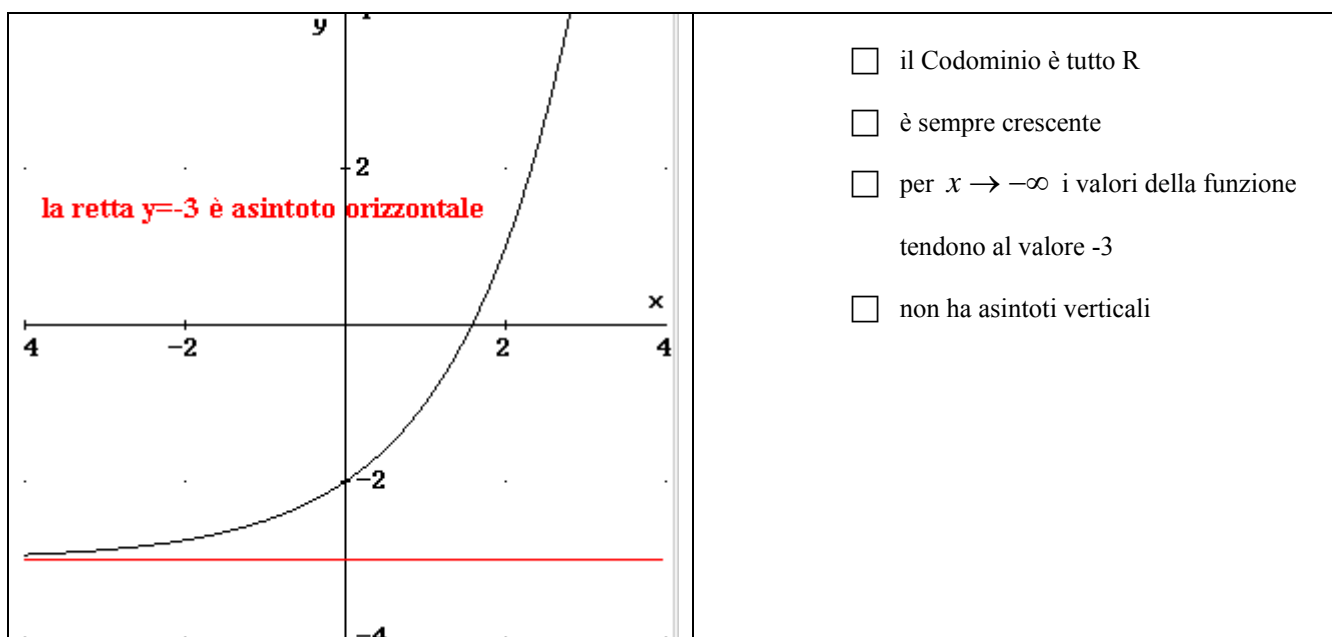 y
2
la retta y=-3 è asintoto orizzontale
x
4 -2 2 4
-2
-4
il Codominio è tutto R
è sempre crescente
per x → −∞ i valori della funzione
tendono al valore -3
non ha asintoti verticali